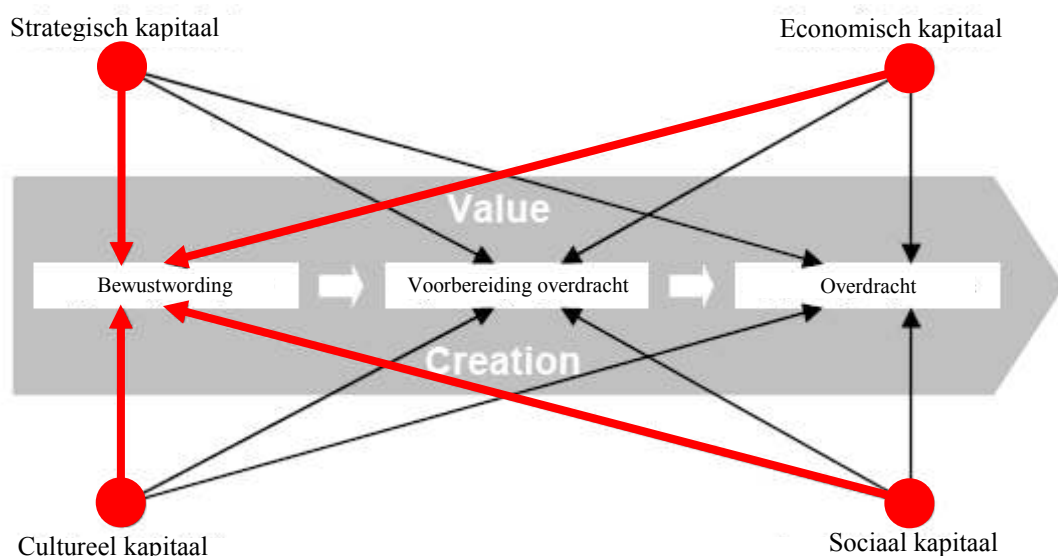 Strategisch kapitaal
Economisch kapitaal
Value
Bewustwording
Voorbereiding overdracht
Overdracht
Creation
Cultureel kapitaal
Sociaal kapitaal